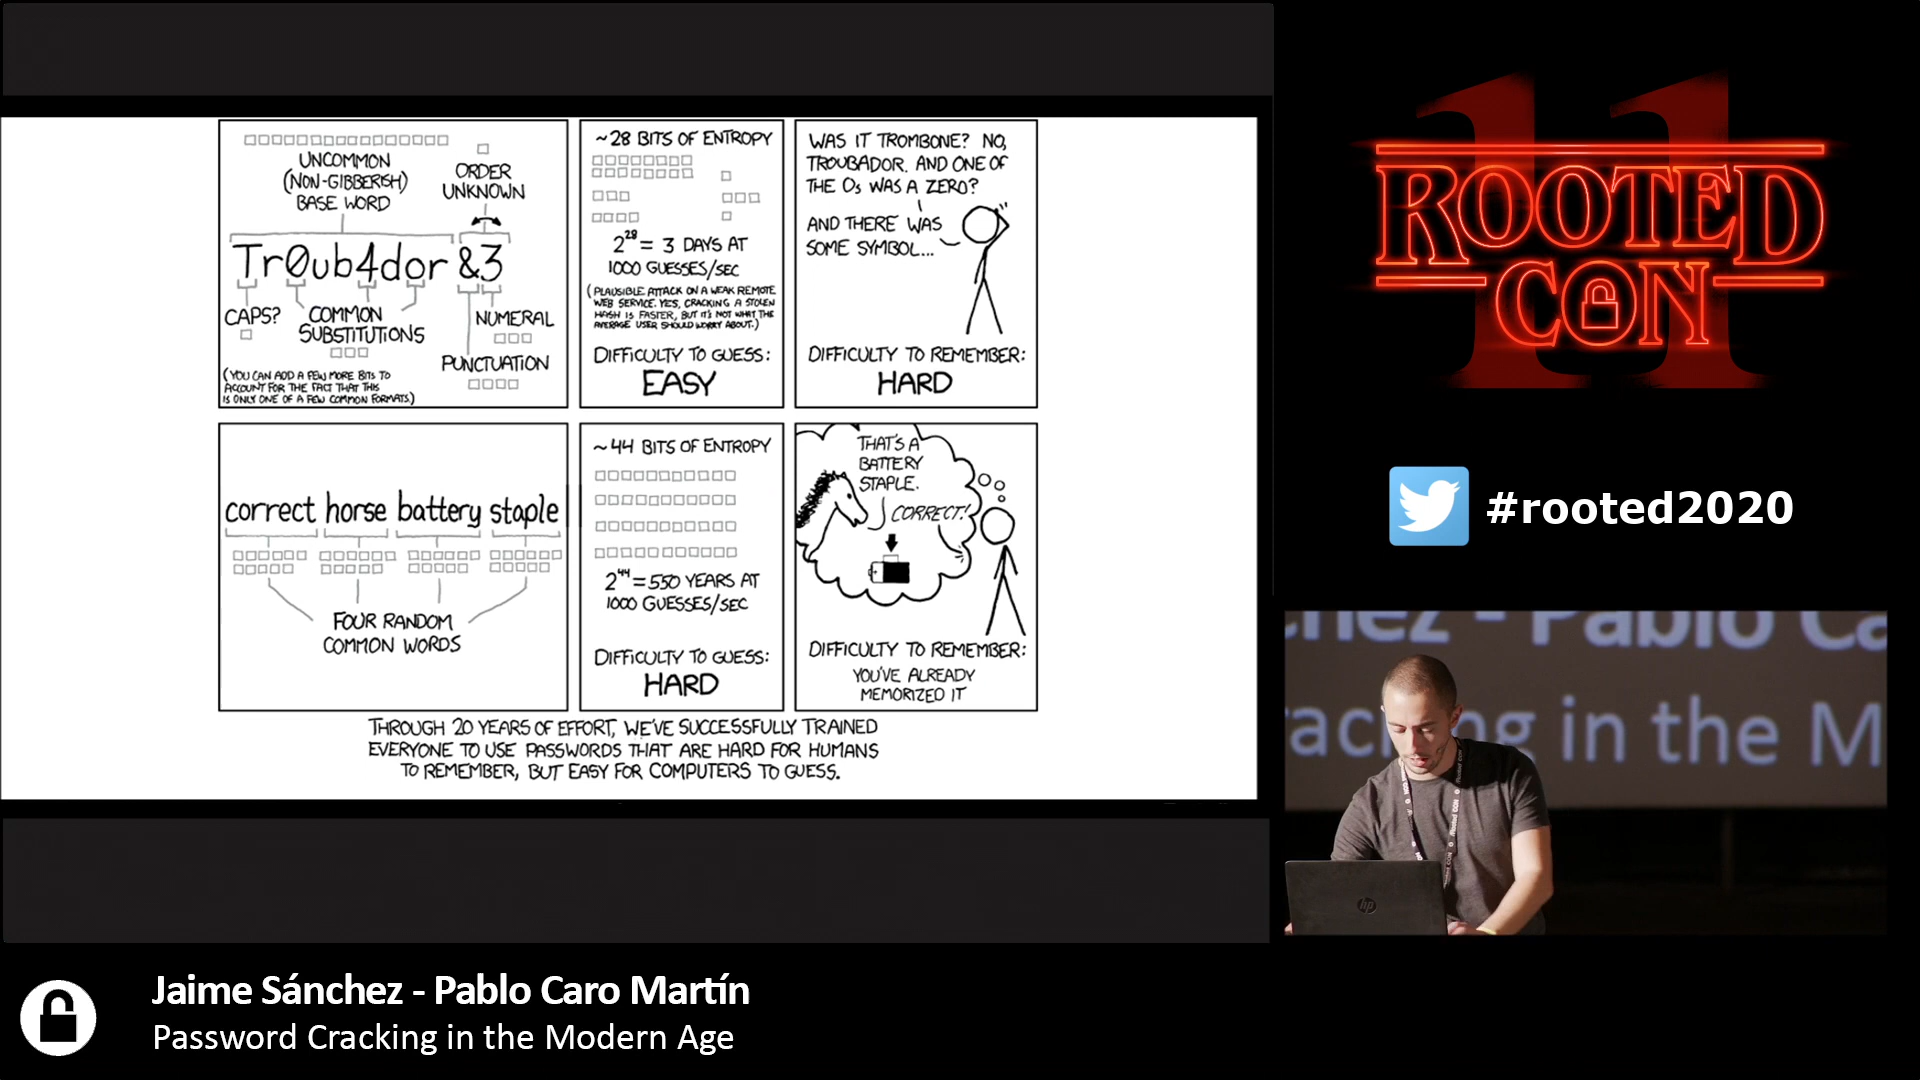 UNCOMMON
(NON-GIBBERISH)
BASE WORD
ORDER
UNKNOWN
Tr0ub4dor &3
CAPS?
COMMON
SUBSTITUTIONS
NUMERAL
PUNCTUATION
(YOU CAN ADD A FEW MORE BITS TO
ACCOUNT FOR THE FACT THAT THIS
IS ONLY ONE OF A FEW COMMON FORMATS.)
~28 BITS OF ENTROPY
2^28 = 3 DAYS AT
1000 GUESSES/SEC
(PLAUSIBLE ATTACK ON A WEAK REMOTE
WEB SERVICE. YES, CRACKING A STOLEN
HASH IS FASTER, BUT IT'S NOT WHAT THE
AVERAGE USER SHOULD WORRY ABOUT.)
DIFFICULTY TO GUESS:
EASY
WAS IT TROMBONE? NO,
TROUBADOR. AND ONE OF
THE Os WAS A ZERO?
AND THERE WAS
SOME SYMBOL...
DIFFICULTY TO REMEMBER:
HARD
correct horse battery staple
FOUR RANDOM
COMMON WORDS
~44 BITS OF ENTROPY
2^44 = 550 YEARS AT
1000 GUESSES/SEC
DIFFICULTY TO GUESS:
HARD
THAT'S A
BATTERY
STAPLE.
CORRECT!
DIFFICULTY TO REMEMBER:
YOU'VE ALREADY
MEMORIZED IT
THROUGH 20 YEARS OF EFFORT, WE'VE SUCCESSFULLY TRAINED
EVERYONE TO USE PASSWORDS THAT ARE HARD FOR HUMANS
TO REMEMBER, BUT EASY FOR COMPUTERS TO GUESS.
11
ROOTED
CON
#rooted2020
chez - Pablo Ca
racking in the M
hp
Jaime Sánchez - Pablo Caro Martín
Password Cracking in the Modern Age